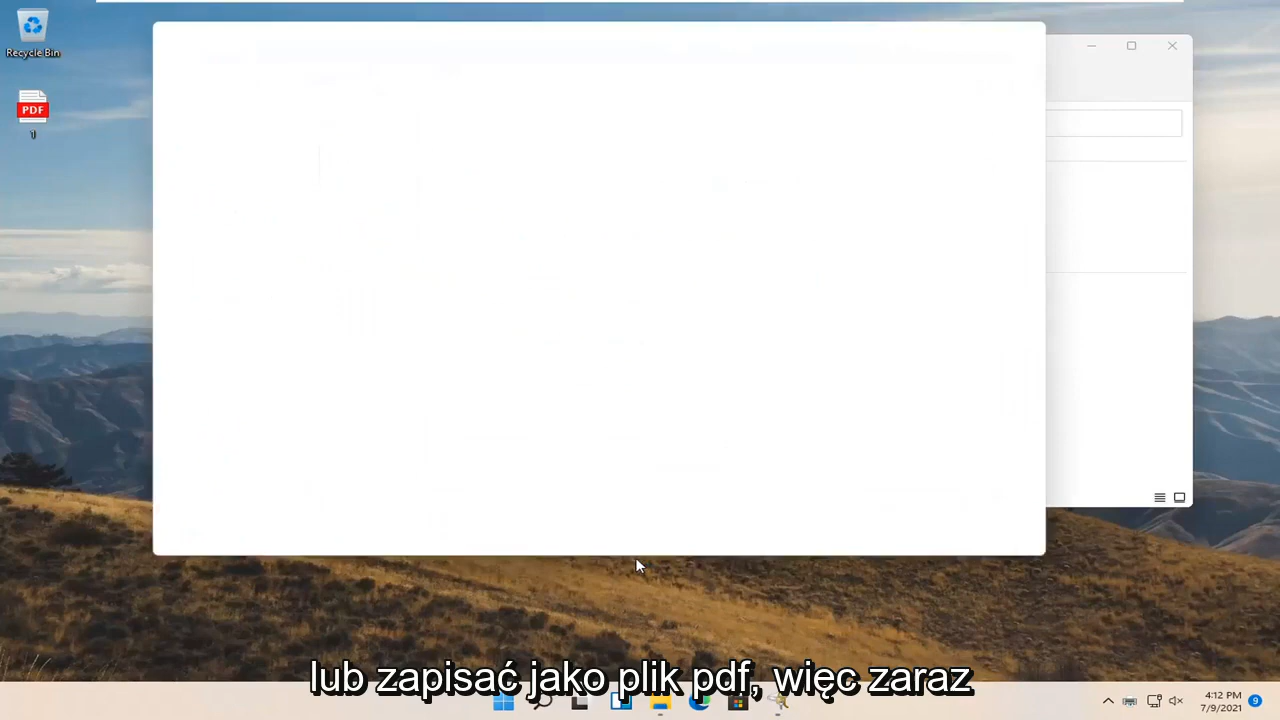 Recycle Bin
PDF
1
lub zapisać jako plik pdf, więc zaraz
4:12 PM
7/9/2021
9